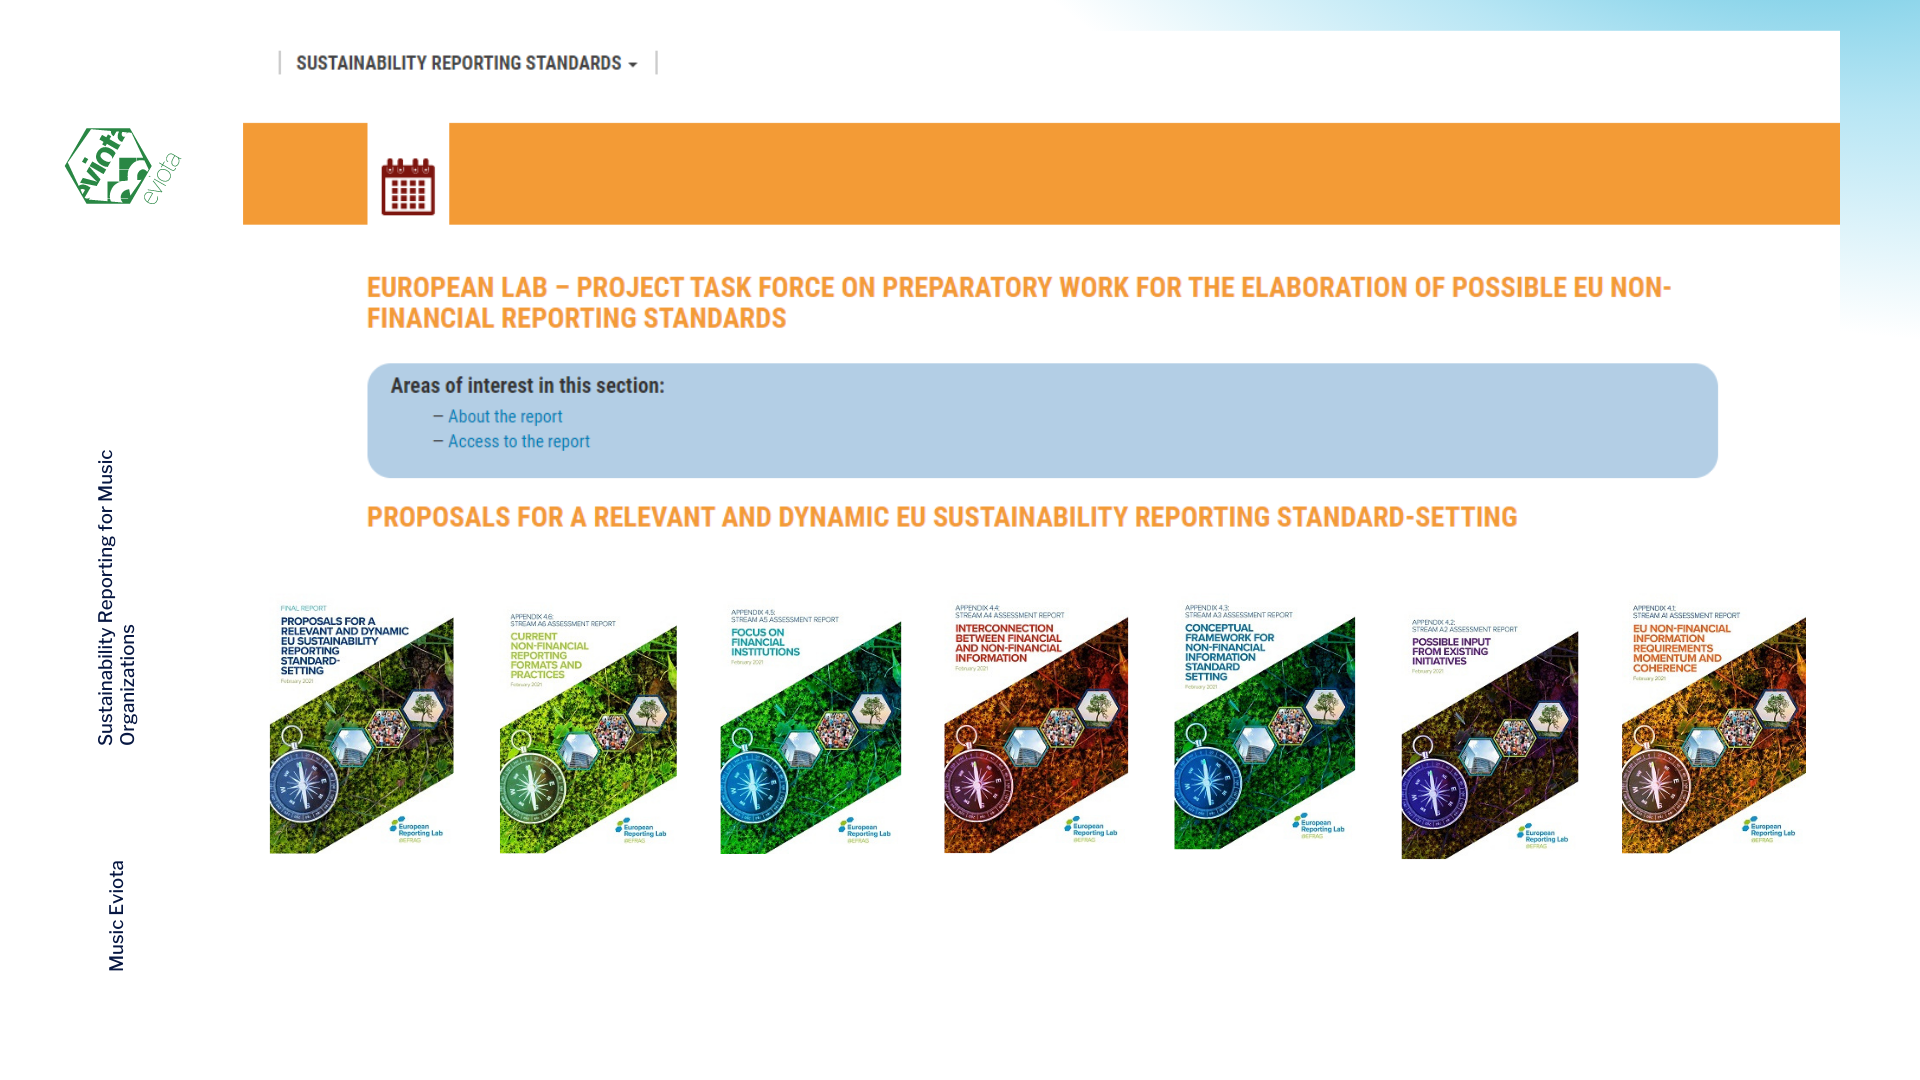 SUSTAINABILITY REPORTING STANDARDS
eviota
eviota
EUROPEAN LAB – PROJECT TASK FORCE ON PREPARATORY WORK FOR THE ELABORATION OF POSSIBLE EU NON-
FINANCIAL REPORTING STANDARDS
Areas of interest in this section:
– About the report
– Access to the report
PROPOSALS FOR A RELEVANT AND DYNAMIC EU SUSTAINABILITY REPORTING STANDARD-SETTING
Sustainability Reporting for Music
Organizations
Music Eviota
FINAL REPORT
PROPOSALS FOR A
RELEVANT AND DYNAMIC
EU SUSTAINABILITY
REPORTING
STANDARD-
SETTING
February 2021
European
Reporting Lab
@EFRAG
APPENDIX 4.6:
STREAM A6 ASSESSMENT REPORT
CURRENT
NON-FINANCIAL
REPORTING
FORMATS AND
PRACTICES
February 2021
European
Reporting Lab
@EFRAG
APPENDIX 4.5:
STREAM A5 ASSESSMENT REPORT
FOCUS ON
FINANCIAL
INSTITUTIONS
February 2021
European
Reporting Lab
@EFRAG
APPENDIX 4.4:
STREAM A4 ASSESSMENT REPORT
INTERCONNECTION
BETWEEN FINANCIAL
AND NON-FINANCIAL
INFORMATION
February 2021
European
Reporting Lab
@EFRAG
APPENDIX 4.3:
STREAM A3 ASSESSMENT REPORT
CONCEPTUAL
FRAMEWORK FOR
NON-FINANCIAL
INFORMATION
STANDARD
SETTING
February 2021
European
Reporting Lab
@EFRAG
APPENDIX 4.2:
STREAM A2 ASSESSMENT REPORT
POSSIBLE INPUT
FROM EXISTING
INITIATIVES
February 2021
European
Reporting Lab
@EFRAG
APPENDIX 4.1:
STREAM A1 ASSESSMENT REPORT
EU NON-FINANCIAL
INFORMATION
REQUIREMENTS
MOMENTUM AND
COHERENCE
February 2021
European
Reporting Lab
@EFRAG